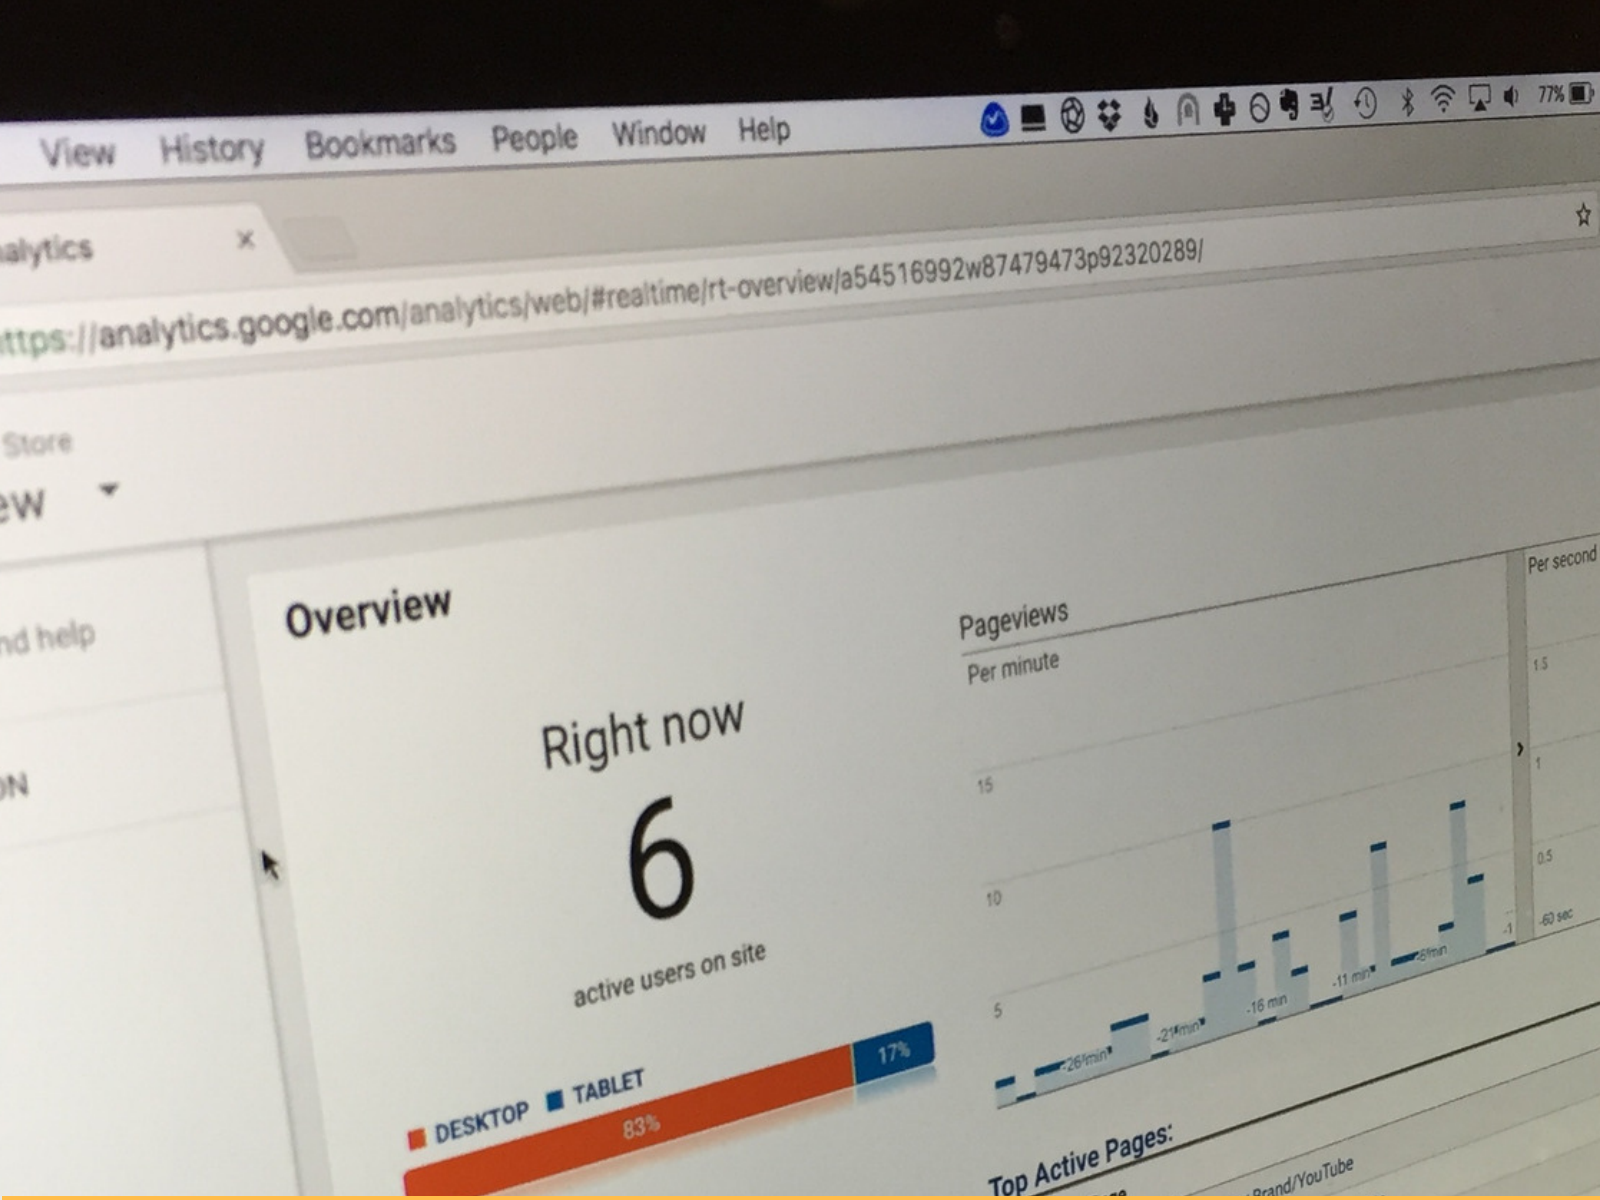 View History Bookmarks People Window Help 77%
alytics
ttps://analytics.google.com/analytics/web/#realtime/rt-overview/a54516992w87479473p92320289/
Store
ew
nd help
ON
Overview
Right now
6
active users on site
DESKTOP TABLET
83% 17%
Pageviews
Per minute
15
10
5
-26 min
-21 min
-16 min
-11 min
-6 min
-1
Per second
1.5
1
0.5
-60 sec
Top Active Pages:
Brand/YouTube